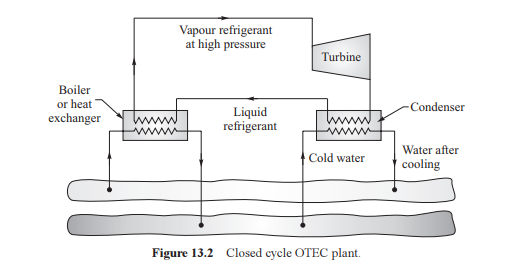 Vapour refrigerant
at high pressure
Turbine
Boiler
or heat
exchanger
Liquid
refrigerant
Condenser
Cold water
Water after
cooling
Figure 13.2 Closed cycle OTEC plant.